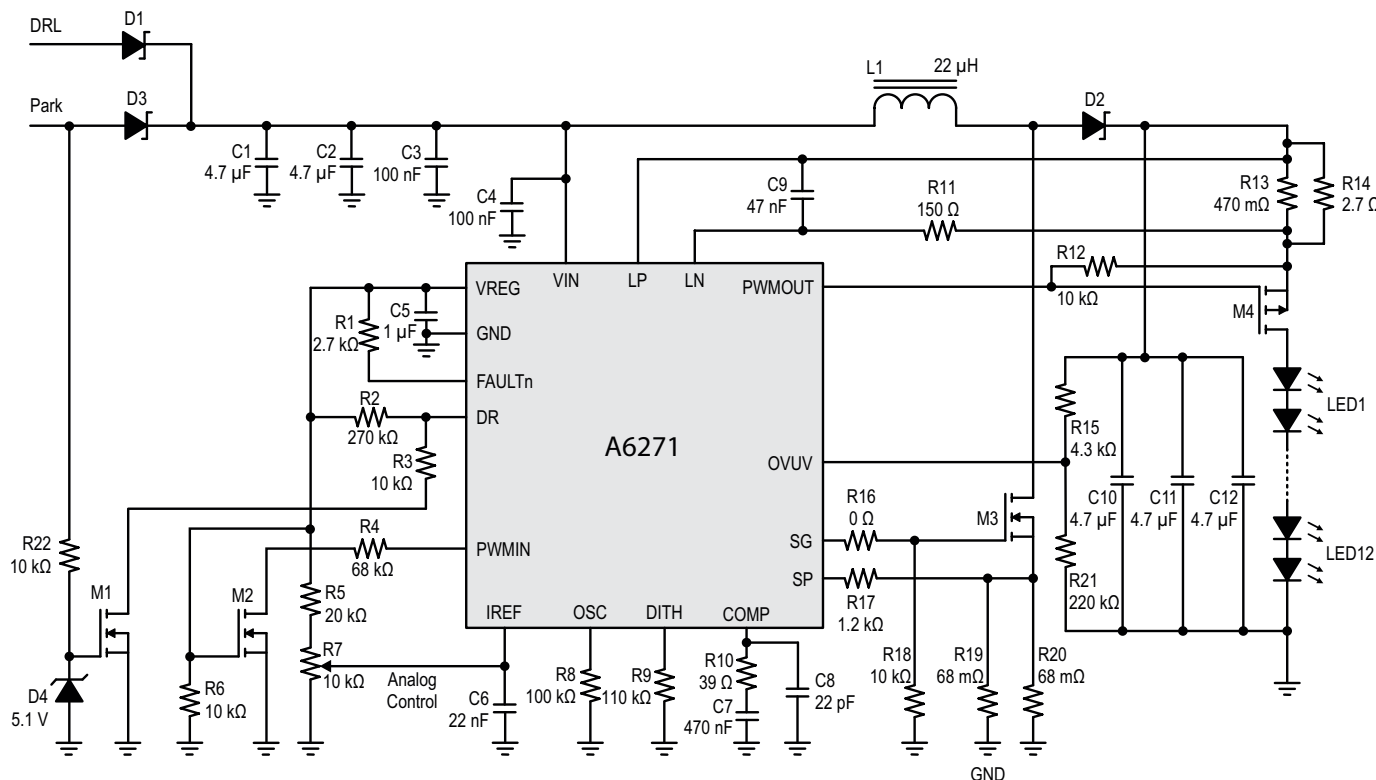 DRL
D1
Park
D3
C1
4.7 µF
C2
4.7 µF
C3
100 nF
C4
100 nF
L1
22 µH
D2
C9
47 nF
R11
150 Ω
R13
470 mΩ
R14
2.7 Ω
R12
10 kΩ
M4
VREG
VIN
LP
LN
PWMOUT
GND
FAULTn
DR
A6271
OVUV
PWMIN
SG
SP
IREF
OSC
DITH
COMP
R1
2.7 kΩ
C5
1 µF
R2
270 kΩ
R3
10 kΩ
R4
68 kΩ
R22
10 kΩ
M1
M2
R5
20 kΩ
R7
10 kΩ
R6
10 kΩ
D4
5.1 V
Analog
Control
C6
22 nF
R8
100 kΩ
R9
110 kΩ
R10
39 Ω
C7
470 nF
C8
22 pF
R16
0 Ω
R17
1.2 kΩ
R18
10 kΩ
R19
68 mΩ
R20
68 mΩ
GND
M3
R15
4.3 kΩ
R21
220 kΩ
C10
4.7 µF
C11
4.7 µF
C12
4.7 µF
LED1
LED12